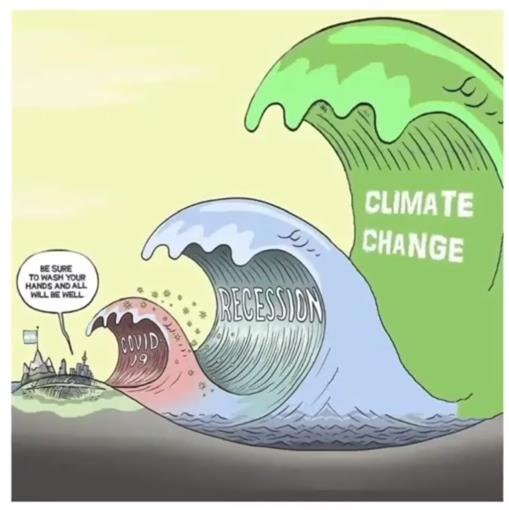 BE SURE
TO WASH YOUR
HANDS AND ALL
WILL BE WELL.
COVID-
19
RECESSION
CLIMATE
CHANGE